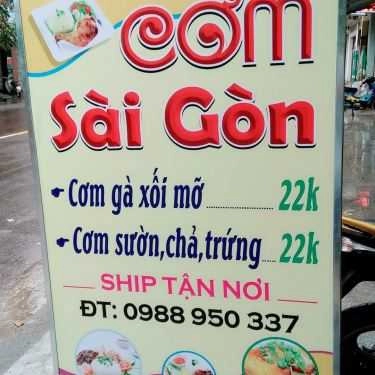 CƠM
Sài Gòn
Cơm gà xối mỡ............22k
Cơm sườn,chả,trứng....22k
SHIP TẬN NƠI
ĐT: 0988 950 337